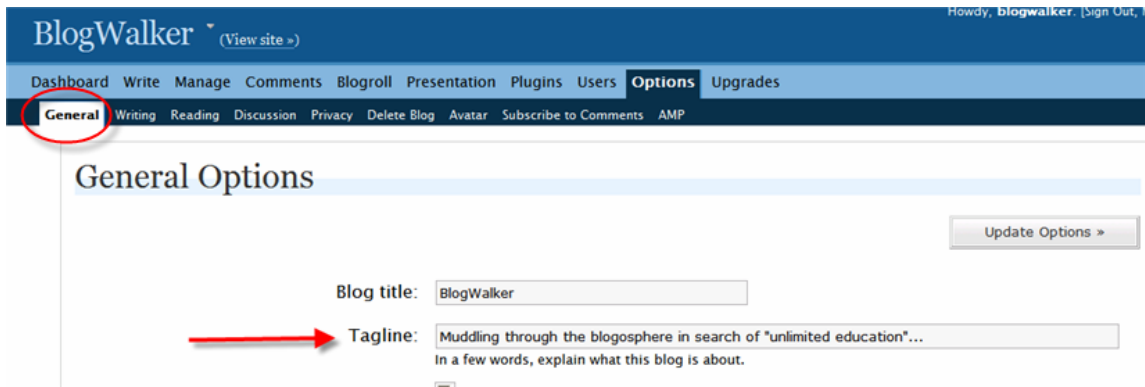 Howdy, blogwalker. [Sign Out,
BlogWalker (View site »)
Dashboard Write Manage Comments Blogroll Presentation Plugins Users Options Upgrades
General Writing Reading Discussion Privacy Delete Blog Avatar Subscribe to Comments AMP
General Options
Update Options »
Blog title: BlogWalker
Tagline: Muddling through the blogosphere in search of "unlimited education"...
In a few words, explain what this blog is about.